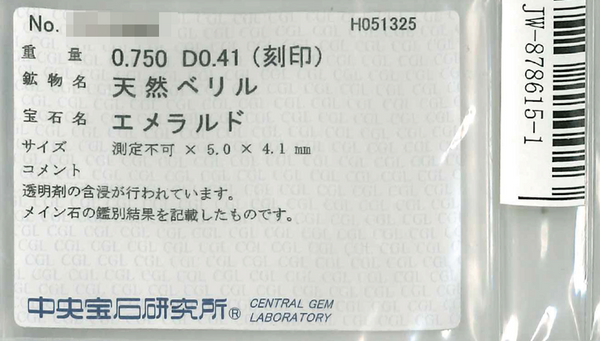 No.
H051325
重量 0.750 D0.41 (刻印)
鉱物名 天然ベリル
宝石名 エメラルド
サイズ 測定不可 × 5.0 × 4.1 mm
コメント
透明剤の含浸が行われています。
メイン石の鑑別結果を記載したものです。
中央宝石研究所® CENTRAL GEM
LABORATORY
JW-878615-1